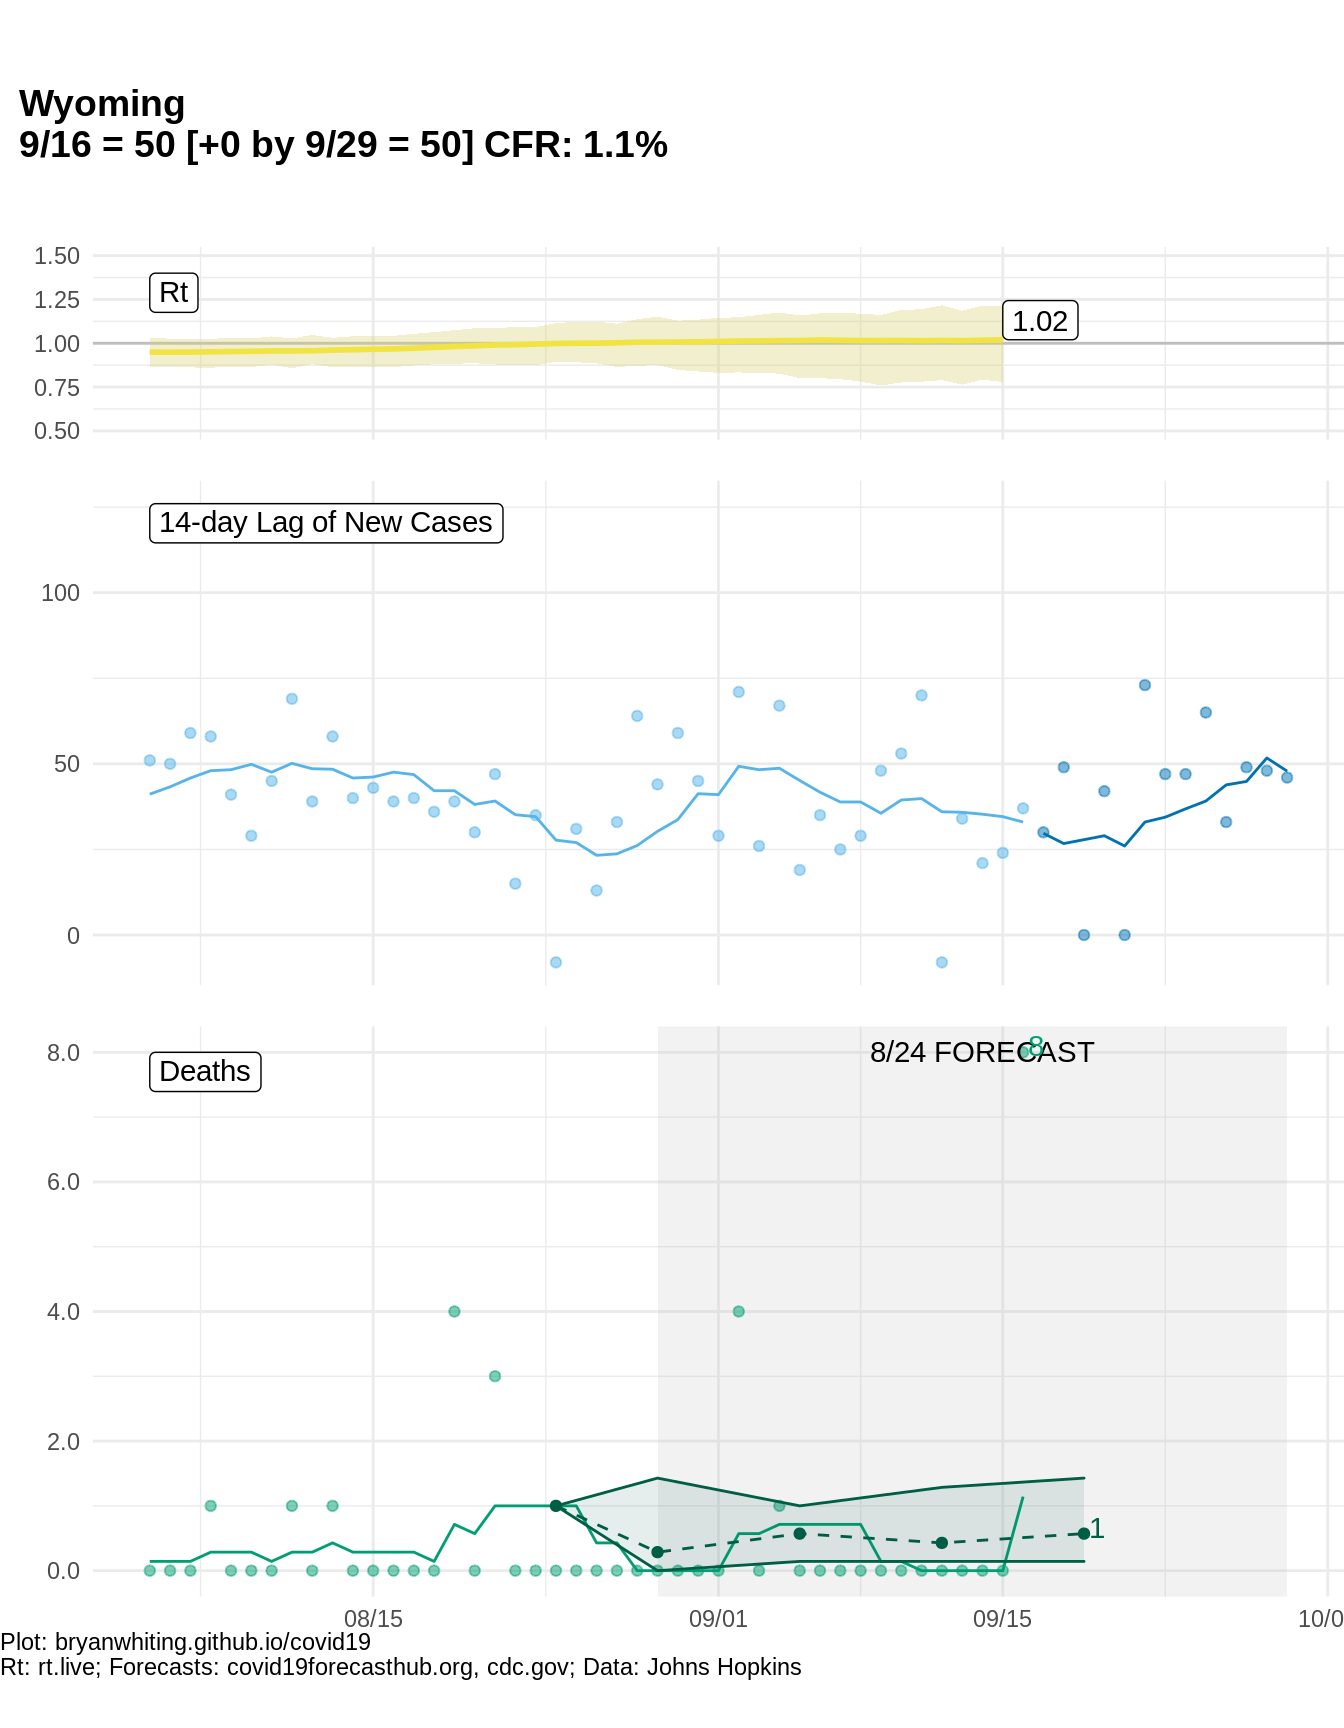 Wyoming
9/16 = 50 [+0 by 9/29 = 50] CFR: 1.1%
1.50
Rt
1.25
1.02
1.00
0.75
0.50
14-day Lag of New Cases
100
50
0
8.0
Deaths
8/24 FORECAST
8
6.0
4.0
2.0
1
0.0
08/15
09/01
09/15
10/0
Plot: bryanwhiting.github.io/covid19
Rt: rt.live; Forecasts: covid19forecasthub.org, cdc.gov; Data: Johns Hopkins